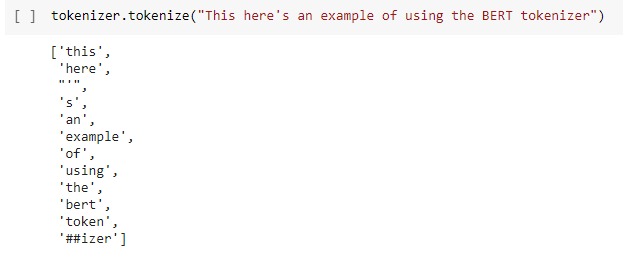 [ ] tokenizer.tokenize("This here's an example of using the BERT tokenizer")
['this',
'here',
"'",
's',
'an',
'example',
'of',
'using',
'the',
'bert',
'token',
'##izer']